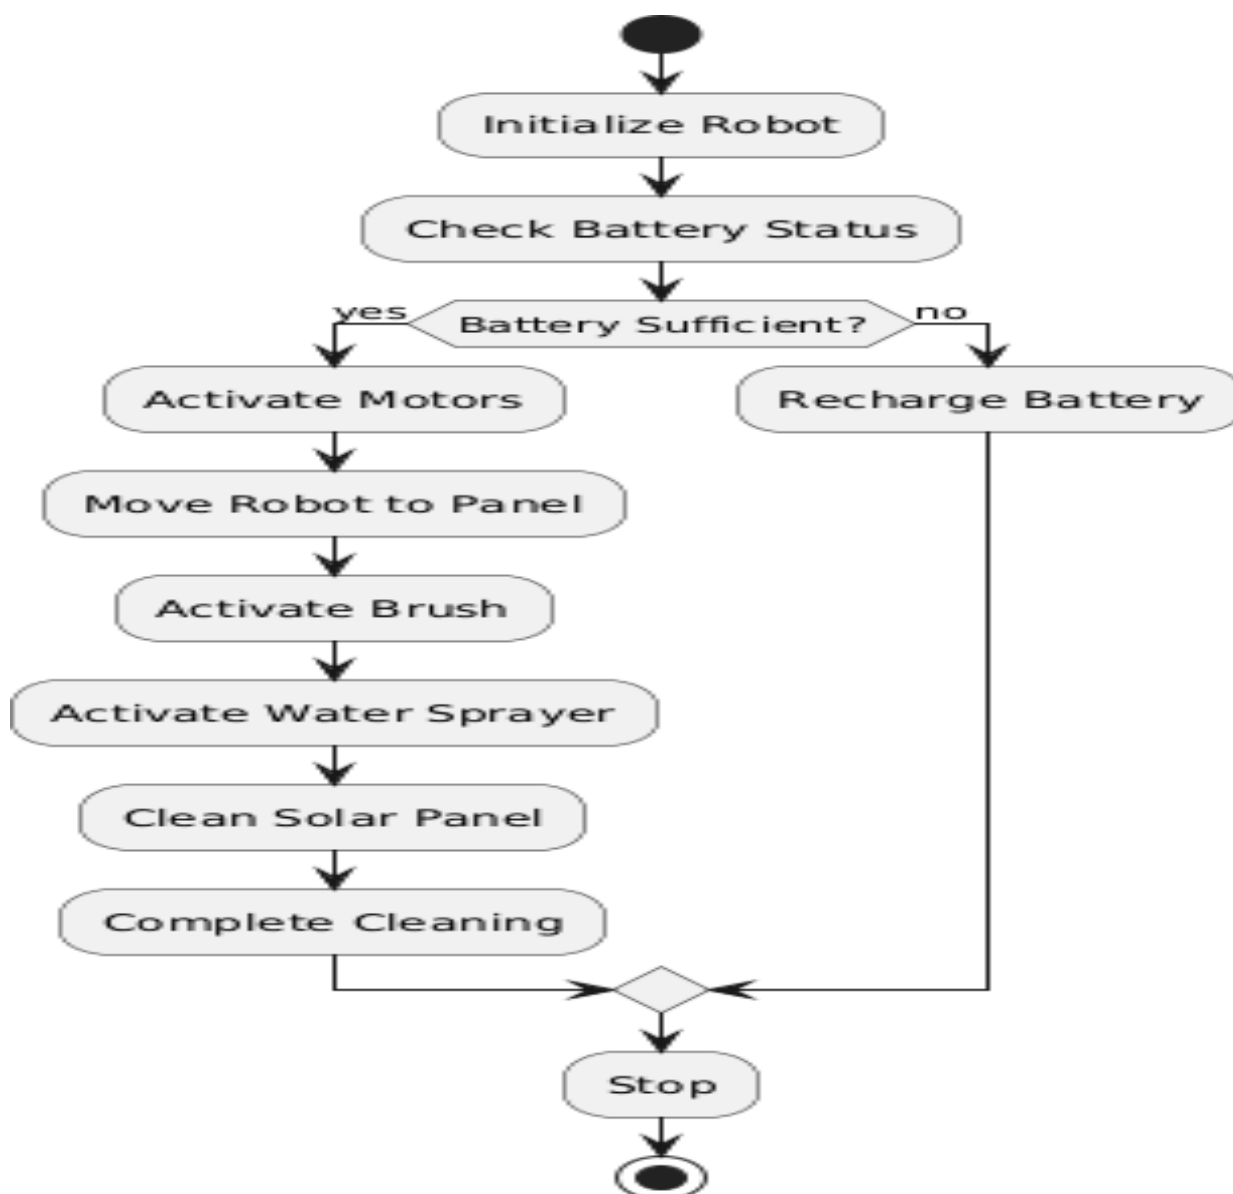 Initialize Robot
Check Battery Status
yes
Battery Sufficient?
no
Activate Motors
Recharge Battery
Move Robot to Panel
Activate Brush
Activate Water Sprayer
Clean Solar Panel
Complete Cleaning
Stop